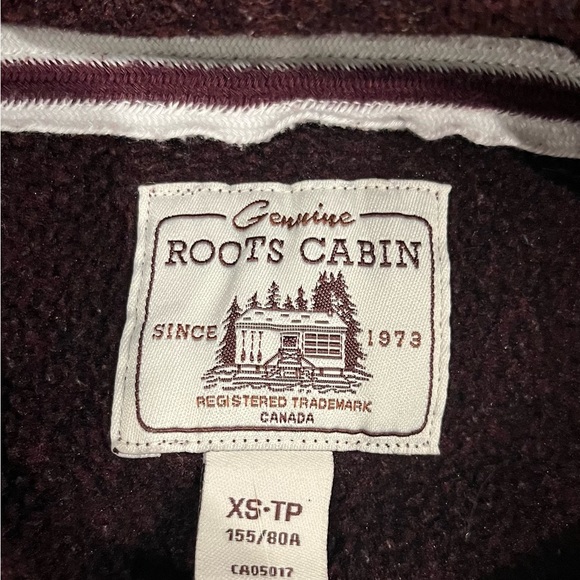 Genuine
ROOTS CABIN
SINCE 1973
REGISTERED TRADEMARK
CANADA
XS·TP
155/80A
CA05017